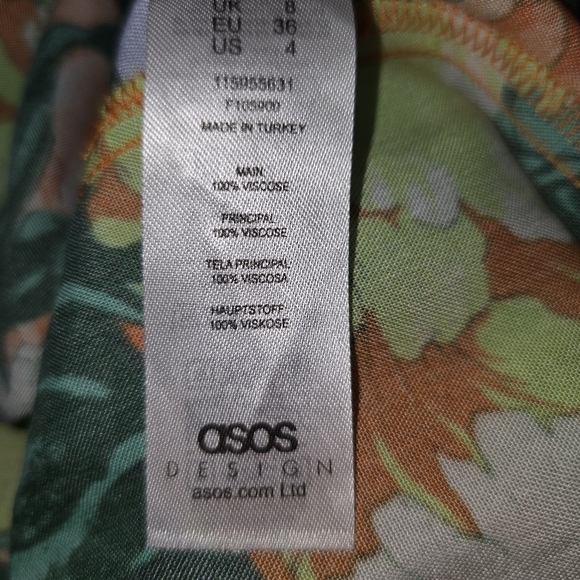 UK 8
EU 36
US 4
115955631
F105900
MADE IN TURKEY
MAIN:
100% VISCOSE
PRINCIPAL
100% VISCOSE
TELA PRINCIPAL
100% VISCOSA
HAUPTSTOFF
100% VISKOSE
asos
DESIGN
asos.com Ltd